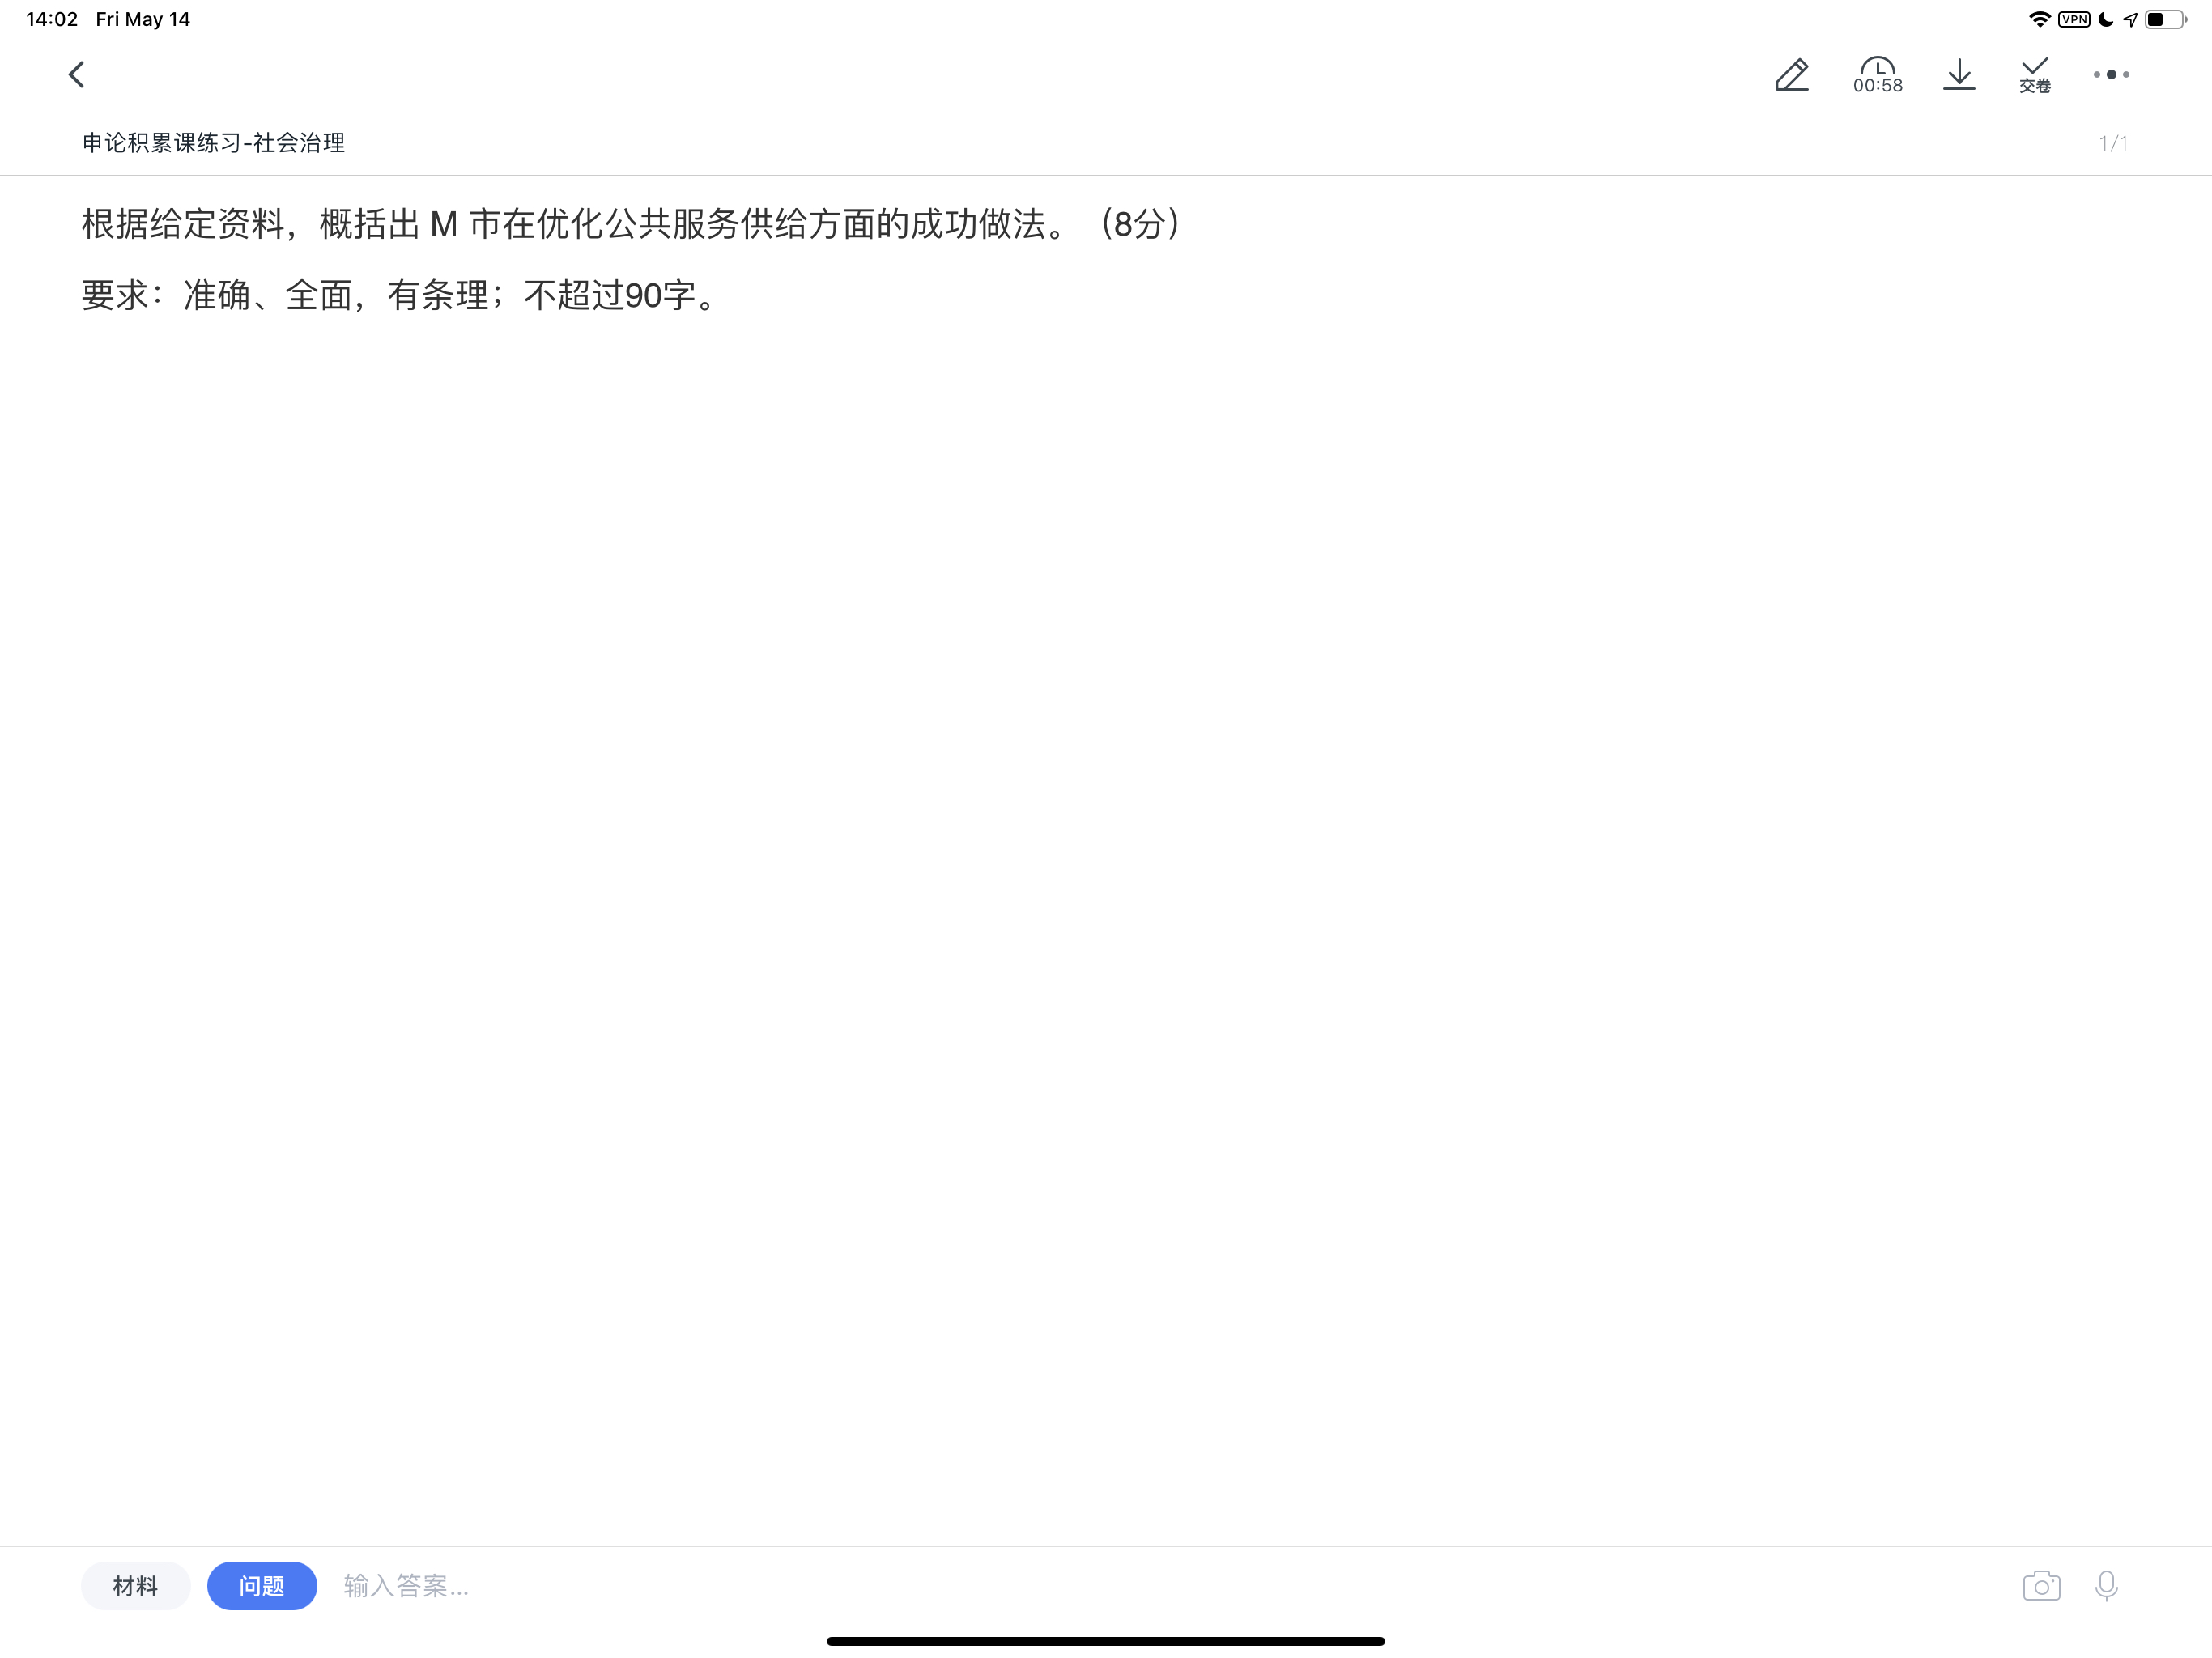 14:02 Fri May 14
VPN
00:58
交卷
申论积累课练习-社会治理
1/1
根据给定资料，概括出 M 市在优化公共服务供给方面的成功做法。（8分）
要求：准确、全面，有条理；不超过90字。
材料
问题
输入答案...